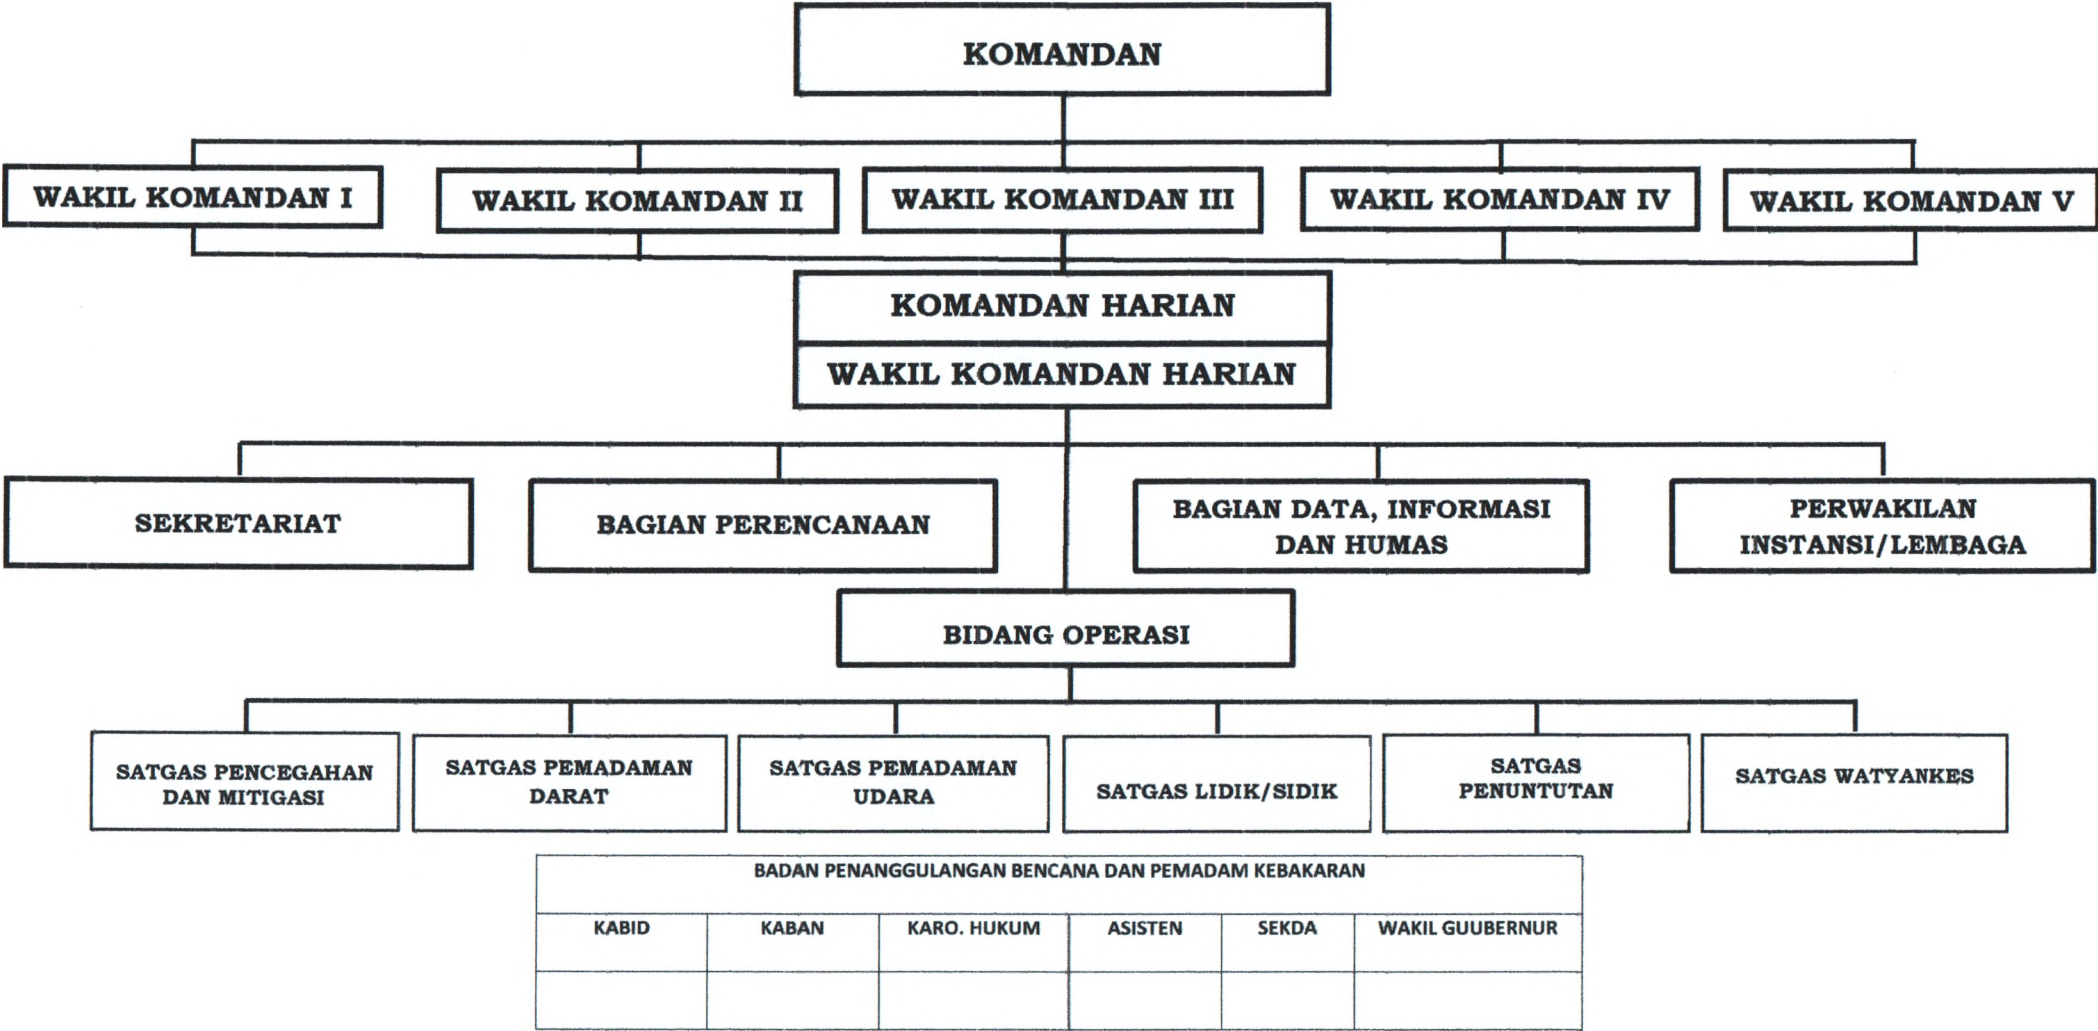 KOMANDAN
WAKIL KOMANDAN I
WAKIL KOMANDAN II
WAKIL KOMANDAN III
WAKIL KOMANDAN IV
WAKIL KOMANDAN V
KOMANDAN HARIAN
WAKIL KOMANDAN HARIAN
SEKRETARIAT
BAGIAN PERENCANAAN
BAGIAN DATA, INFORMASI
DAN HUMAS
PERWAKILAN
INSTANSI/LEMBAGA
BIDANG OPERASI
SATGAS PENCEGAHAN
DAN MITIGASI
SATGAS PEMADAMAN
DARAT
SATGAS PEMADAMAN
UDARA
SATGAS LIDIK/SIDIK
SATGAS
PENUNTUTAN
SATGAS WATYANKES
BADAN PENANGGULANGAN BENCANA DAN PEMADAM KEBAKARAN
KABID
KABAN
KARO. HUKUM
ASISTEN
SEKDA
WAKIL GUUBERNUR